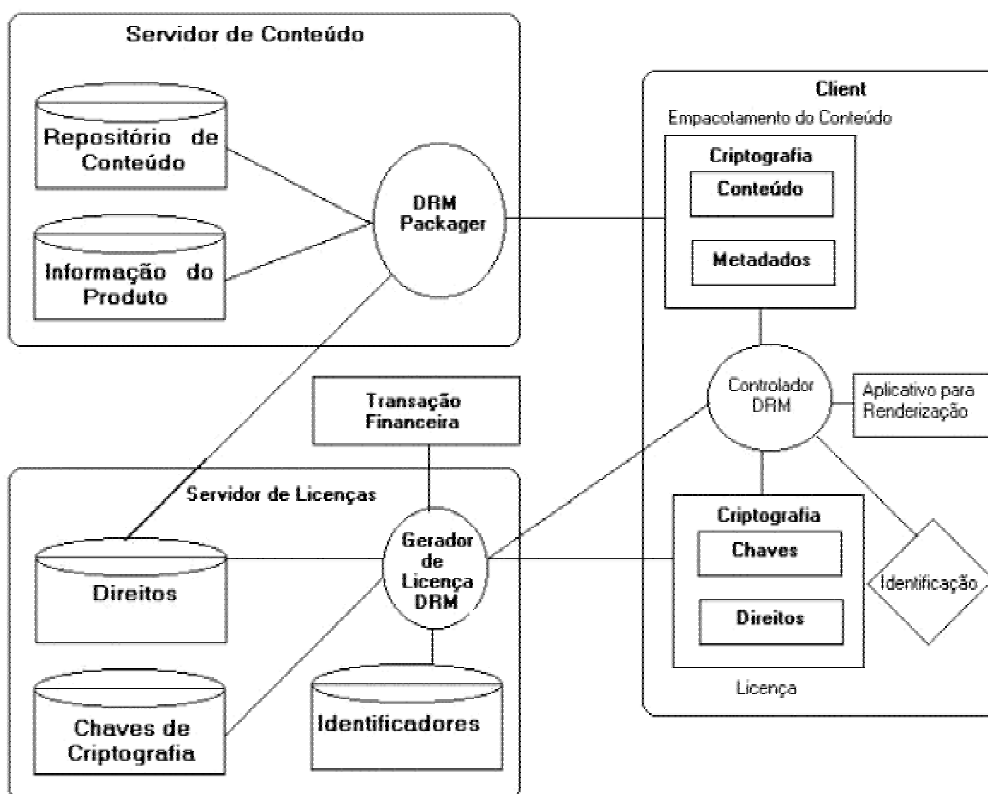 Servidor de Conteúdo
Repositório de
Conteúdo
Informação do
Produto
DRM
Packager
Client
Empacotamento do Conteúdo
Criptografia
Conteúdo
Metadados
Controlador
DRM
Aplicativo para
Renderização
Transação
Financeira
Servidor de Licenças
Direitos
Gerador
de
Licença
DRM
Chaves de
Criptografia
Identificadores
Criptografia
Chaves
Direitos
Licença
Identificação